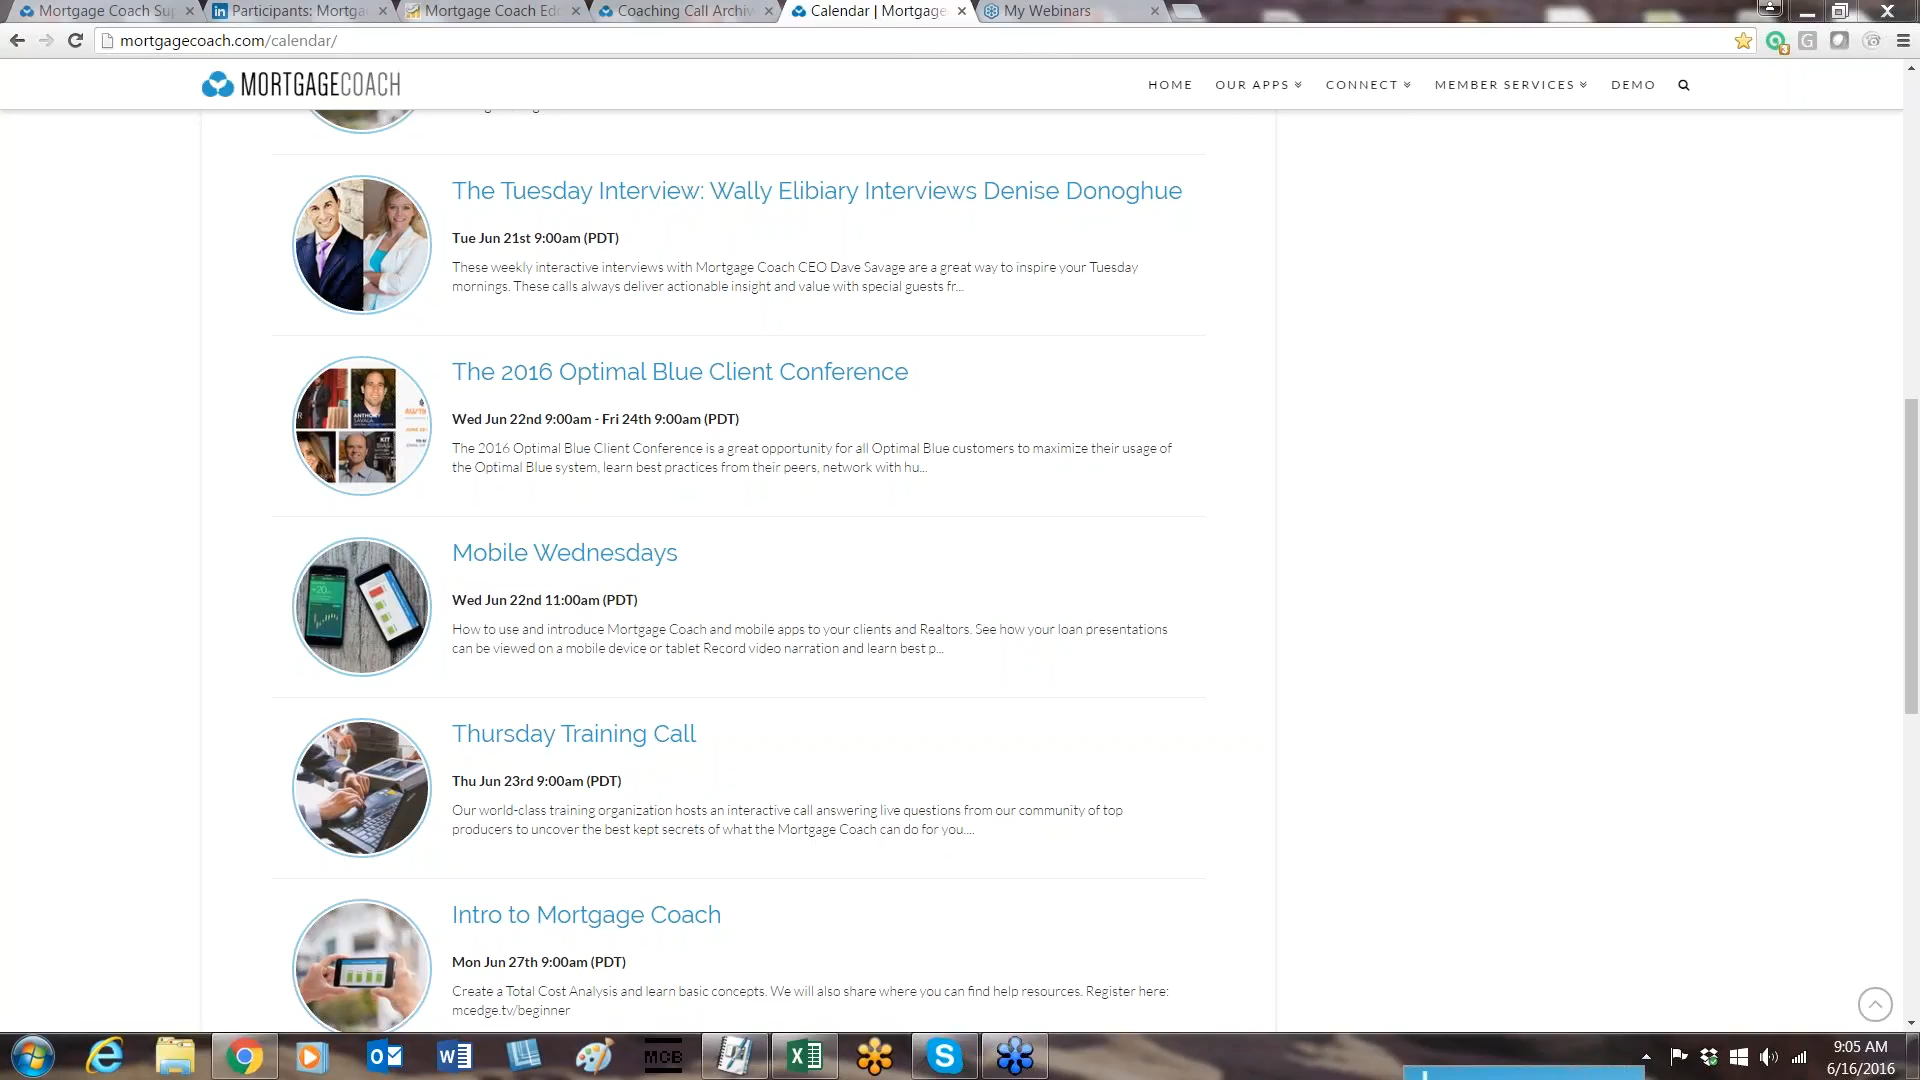 Mortgage Coach Sup
Participants: Mortga
Mortgage Coach Ed
Coaching Call Archiv
Calendar | Mortgage
My Webinars
mortgagecoach.com/calendar/
MORTGAGECOACH
HOME
OUR APPS
CONNECT
MEMBER SERVICES
DEMO
The Tuesday Interview: Wally Elibiary Interviews Denise Donoghue
Tue Jun 21st 9:00am (PDT)
These weekly interactive interviews with Mortgage Coach CEO Dave Savage are a great way to inspire your Tuesday
mornings. These calls always deliver actionable insight and value with special guests fr...
The 2016 Optimal Blue Client Conference
Wed Jun 22nd 9:00am - Fri 24th 9:00am (PDT)
The 2016 Optimal Blue Client Conference is a great opportunity for all Optimal Blue customers to maximize their usage of
the Optimal Blue system, learn best practices from their peers, network with hu...
Mobile Wednesdays
Wed Jun 22nd 11:00am (PDT)
How to use and introduce Mortgage Coach and mobile apps to your clients and Realtors. See how your loan presentations
can be viewed on a mobile device or tablet Record video narration and learn best p...
Thursday Training Call
Thu Jun 23rd 9:00am (PDT)
Our world-class training organization hosts an interactive call answering live questions from our community of top
producers to uncover the best kept secrets of what the Mortgage Coach can do for you....
Intro to Mortgage Coach
Mon Jun 27th 9:00am (PDT)
Create a Total Cost Analysis and learn basic concepts. We will also share where you can find help resources. Register here:
mcedge.tv/beginner
MCB
9:05 AM
6/16/2016